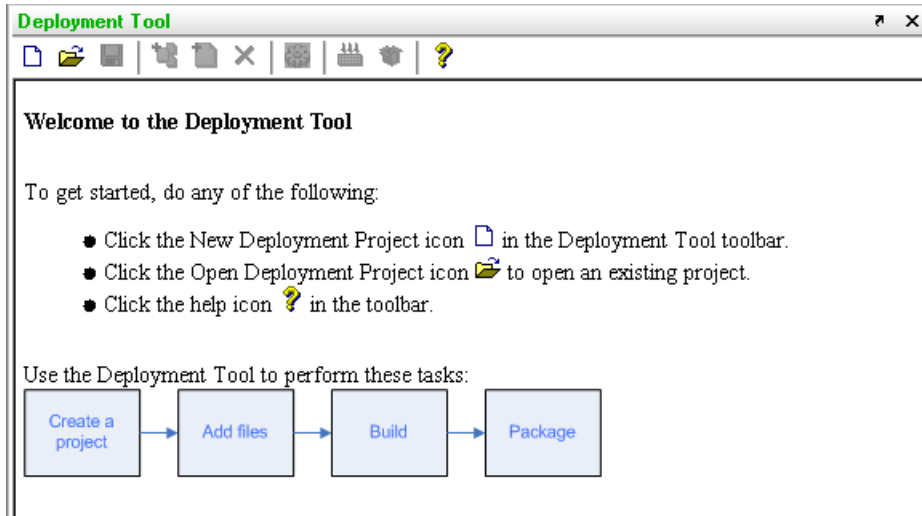 Deployment Tool
Welcome to the Deployment Tool
To get started, do any of the following:
Click the New Deployment Project icon in the Deployment Tool toolbar.
Click the Open Deployment Project icon to open an existing project.
Click the help icon in the toolbar.
Use the Deployment Tool to perform these tasks:
Create a
project
Add files
Build
Package